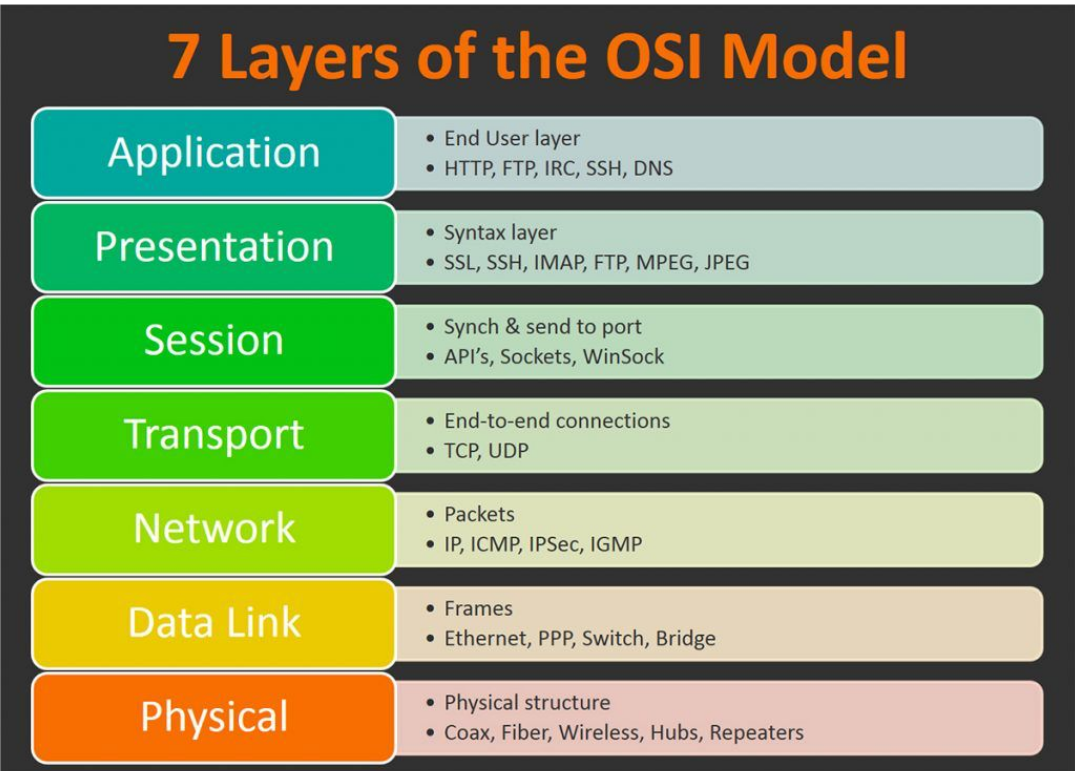 7 Layers of the OSI Model
Application
• End User layer
• HTTP, FTP, IRC, SSH, DNS
Presentation
• Syntax layer
• SSL, SSH, IMAP, FTP, MPEG, JPEG
Session
• Synch & send to port
• API’s, Sockets, WinSock
Transport
• End-to-end connections
• TCP, UDP
Network
• Packets
• IP, ICMP, IPSec, IGMP
Data Link
• Frames
• Ethernet, PPP, Switch, Bridge
Physical
• Physical structure
• Coax, Fiber, Wireless, Hubs, Repeaters